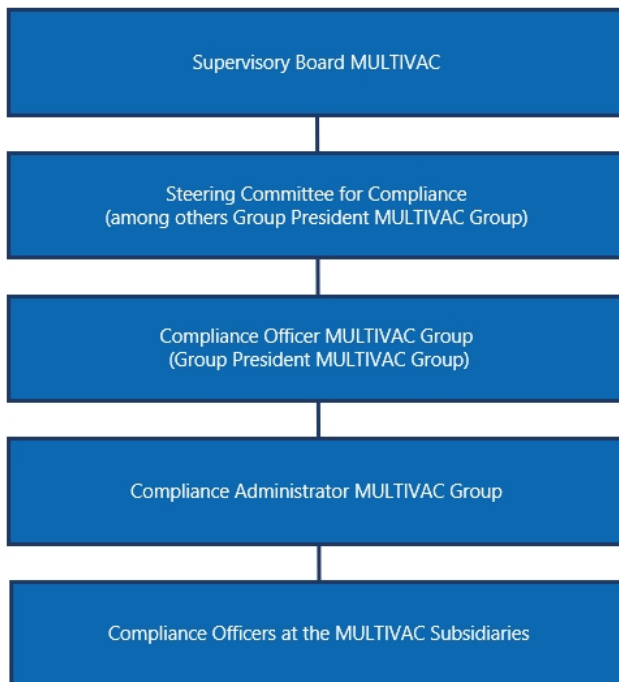 Supervisory Board MULTIVAC
Steering Committee for Compliance
(among others Group President MULTIVAC Group)
Compliance Officer MULTIVAC Group
(Group President MULTIVAC Group)
Compliance Administrator MULTIVAC Group
Compliance Officers at the MULTIVAC Subsidiaries